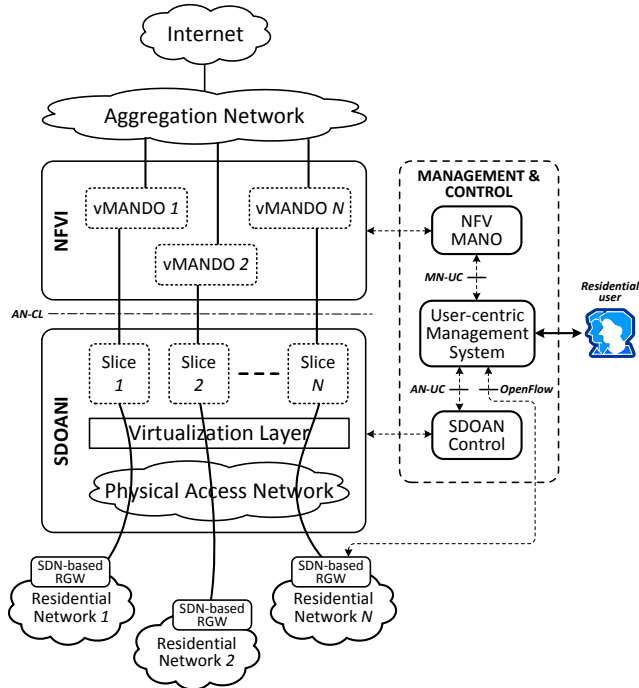 Internet
Aggregation Network
NFVI
vMANDO 1
vMANDO 2
vMANDO N
MANAGEMENT &
CONTROL
NFV
MANO
MN-UC
Residential
user
AN-CL
User-centric
Management
System
AN-UC
OpenFlow
SDOAN
Control
SDOANI
Slice
1
Slice
2
Slice
N
Virtualization Layer
Physical Access Network
SDN-based
RGW
Residential
Network 1
SDN-based
RGW
Residential
Network 2
SDN-based
RGW
Residential
Network N